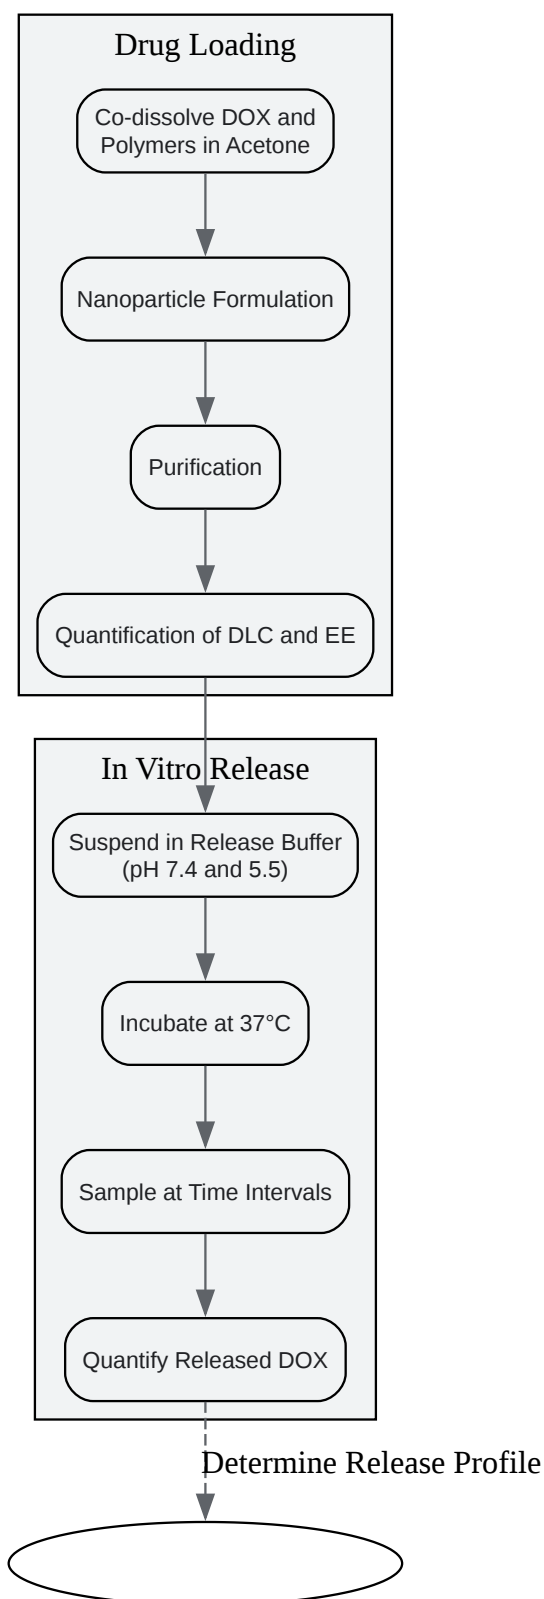 Drug Loading
Co-dissolve DOX and
Polymers in Acetone
Nanoparticle Formulation
Purification
Quantification of DLC and EE
In Vitro Release
Suspend in Release Buffer
(pH 7.4 and 5.5)
Incubate at 37°C
Sample at Time Intervals
Quantify Released DOX
Determine Release Profile